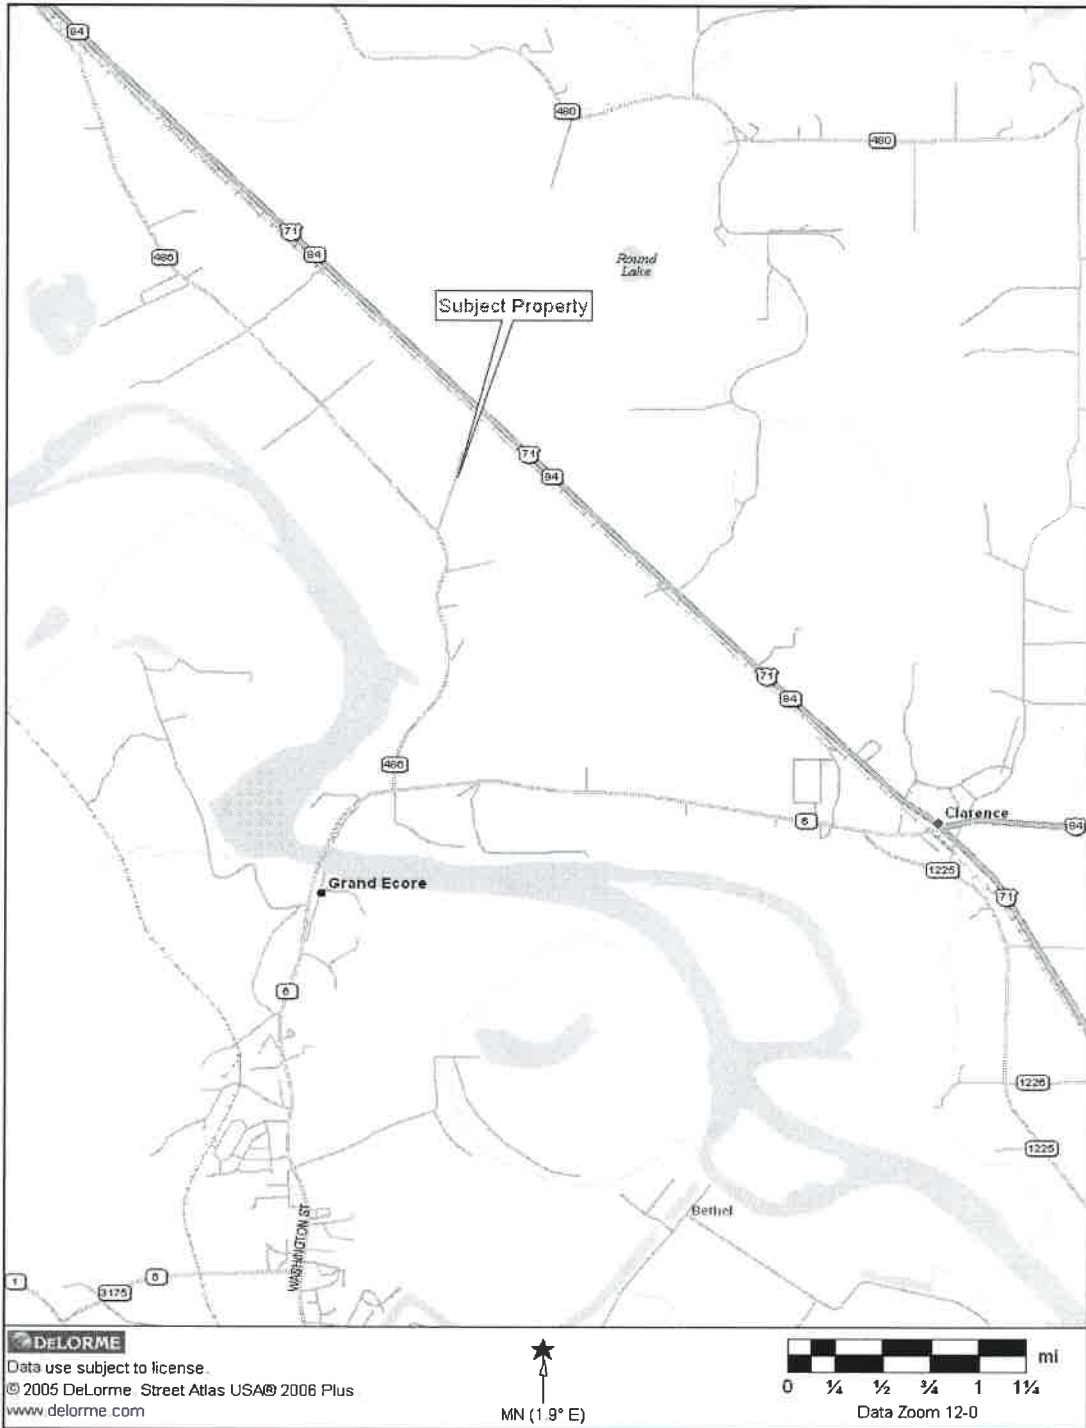 84
480
480
71
84
486
Round
Lake
Subject Property
71
84
71
84
486
6
Clarence
84
1225
Grand Ecore
71
6
1226
1225
Bethel
WASHINGTON ST
1
3175
6
DELORME
Data use subject to license.
© 2005 DeLorme. Street Atlas USA® 2006 Plus
www.delorme.com
MN (1.9° E)
mi
0 ¼ ½ ¾ 1 1¼
Data Zoom 12-0